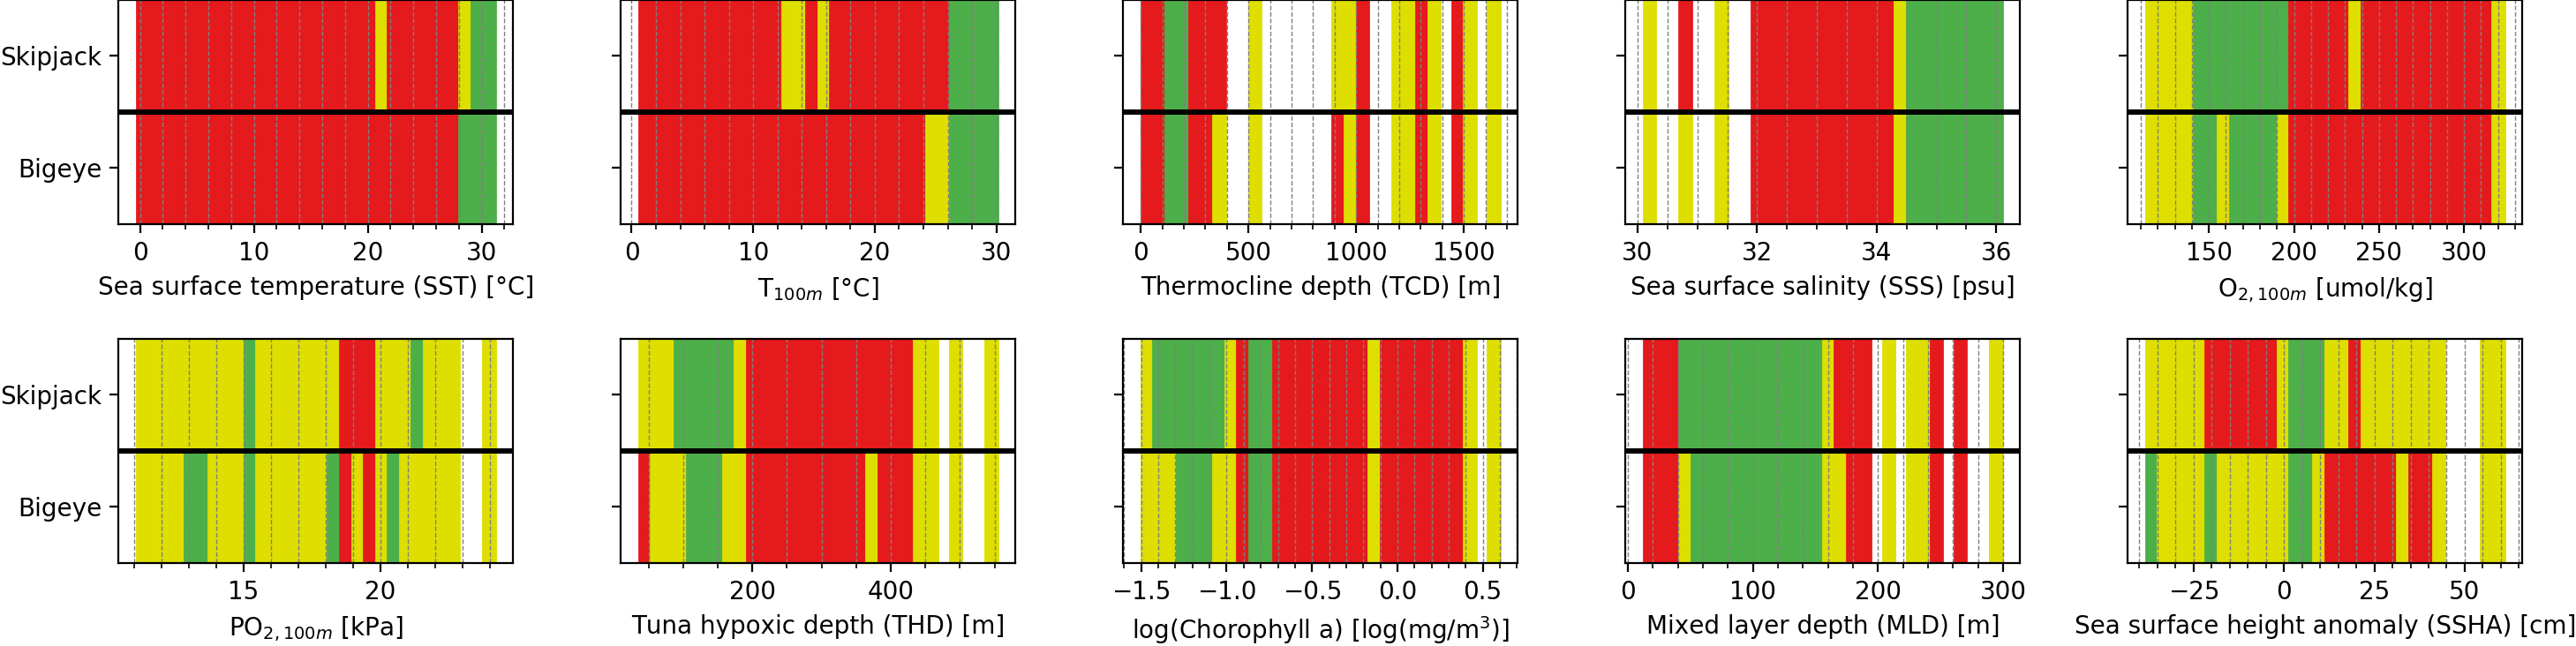 Skipjack
Bigeye
0 10 20 30
Sea surface temperature (SST) [°C]
0 10 20 30
T100m [°C]
0 500 1000 1500
Thermocline depth (TCD) [m]
30 32 34 36
Sea surface salinity (SSS) [psu]
150 200 250 300
O2, 100m [umol/kg]
Skipjack
Bigeye
15 20
PO2, 100m [kPa]
200 400
Tuna hypoxic depth (THD) [m]
−1.5 −1.0 −0.5 0.0 0.5
log(Chorophyll a) [log(mg/m³)]
0 100 200 300
Mixed layer depth (MLD) [m]
−25 0 25 50
Sea surface height anomaly (SSHA) [cm]